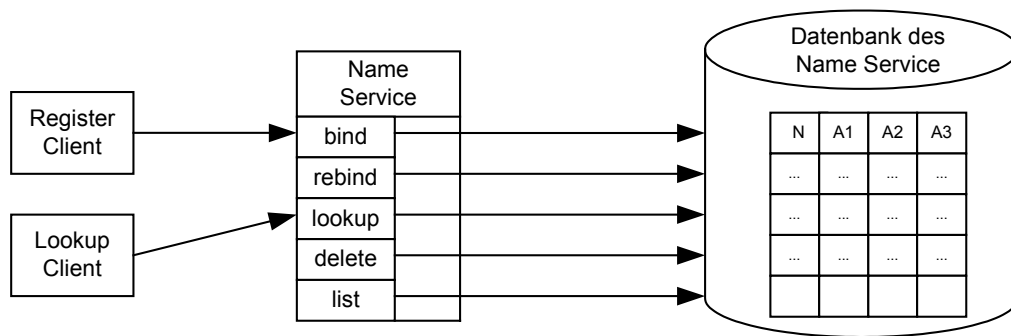 Register
Client
Lookup
Client
Name
Service
bind
rebind
lookup
delete
list
Datenbank des
Name Service
N A1 A2 A3
... ... ... ...
... ... ... ...
... ... ... ...